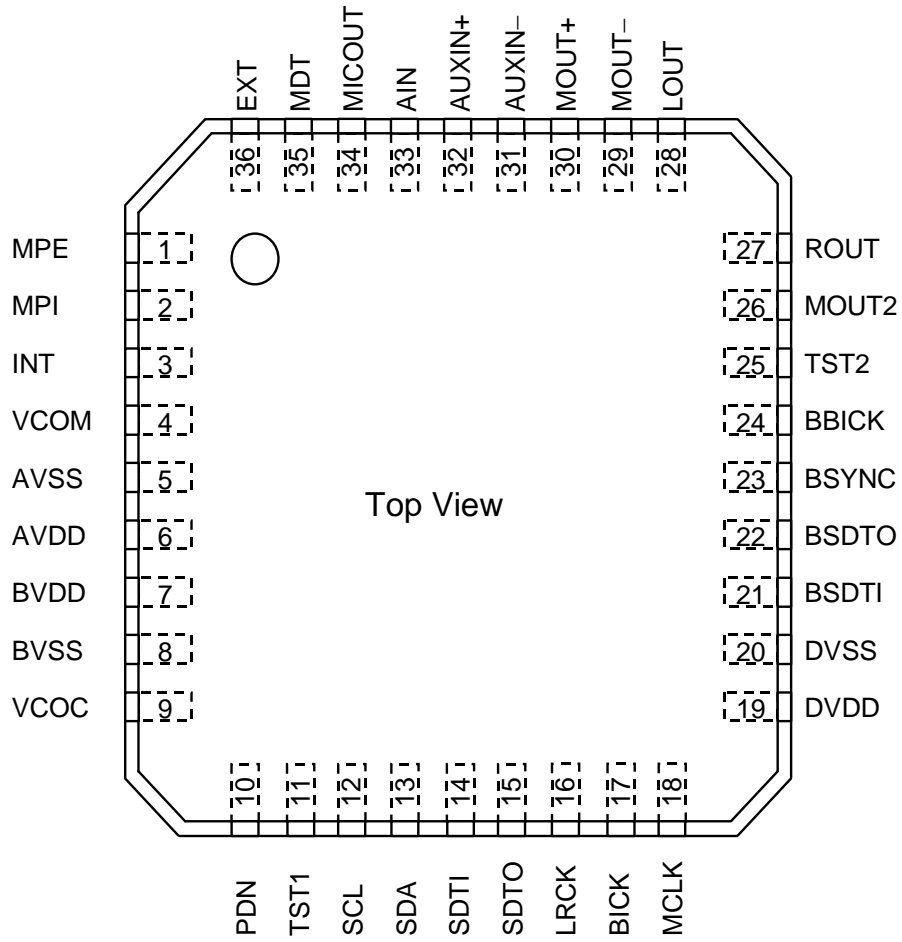 EXT
MDT
MICOUT
AIN
AUXIN+
AUXIN−
MOUT+
MOUT−
LOUT
36
35
34
33
32
31
30
29
28
MPE 1 27 ROUT
MPI 2 26 MOUT2
INT 3 25 TST2
VCOM 4 24 BBICK
AVSS 5 23 BSYNC
Top View
AVDD 6 22 BSDTO
BVDD 7 21 BSDTI
BVSS 8 20 DVSS
VCOC 9 19 DVDD
10
11
12
13
14
15
16
17
18
PDN
TST1
SCL
SDA
SDTI
SDTO
LRCK
BICK
MCLK